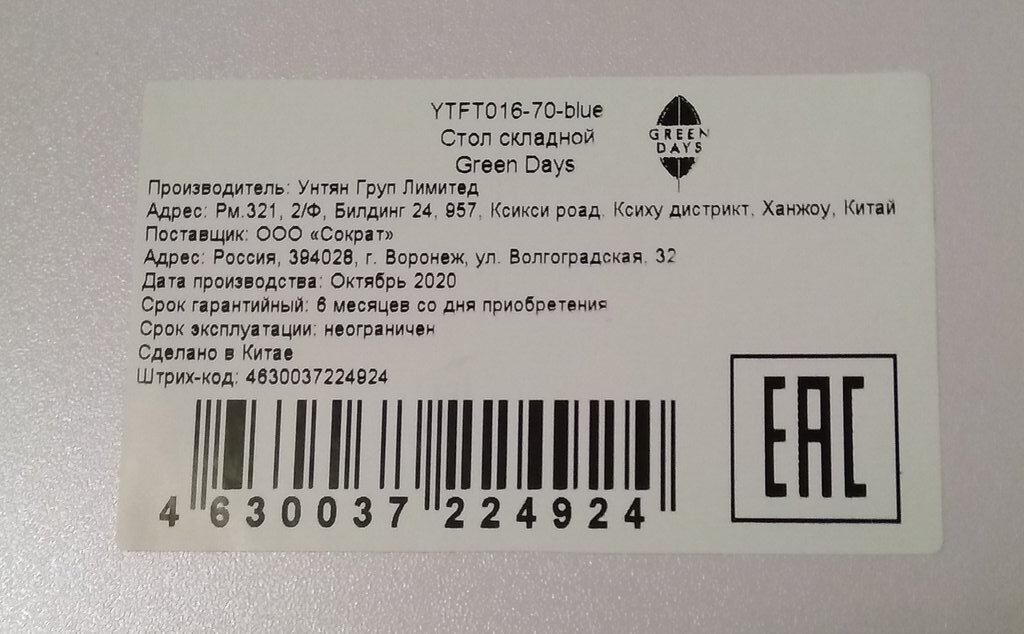 YTFT016-70-blue
Стол складной
Green Days
GREEN
DAYS
Производитель: Унтян Груп Лимитед
Адрес: Рм.321, 2/Ф, Билдинг 24, 957, Ксикси роад, Ксиху дистрикт, Ханжоу, Китай
Поставщик: ООО «Сократ»
Адрес: Россия, 394028, г. Воронеж, ул. Волгоградская, 32
Дата производства: Октябрь 2020
Срок гарантийный: 6 месяцев со дня приобретения
Срок эксплуатации: неограничен
Сделано в Китае
Штрих-код: 4630037224924
4 630037 224924
EAC